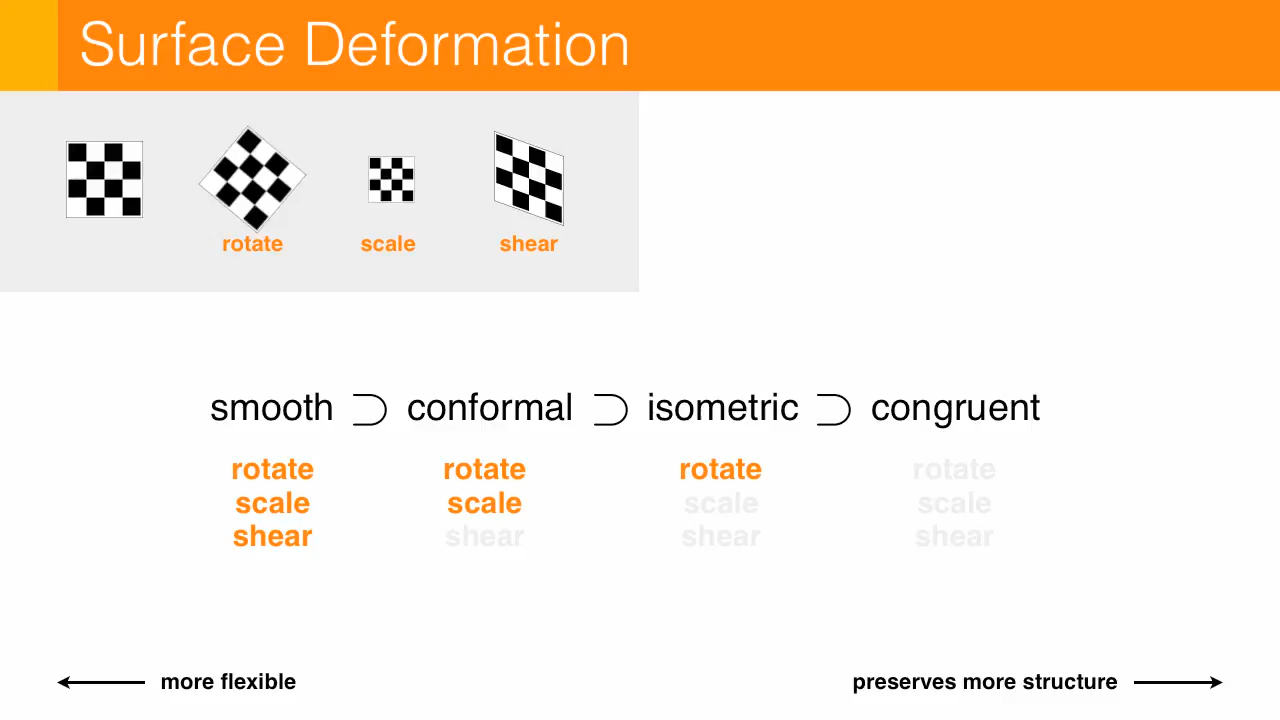 Surface Deformation
rotate scale shear
smooth ⊃ conformal ⊃ isometric ⊃ congruent
rotate rotate rotate rotate
scale scale scale scale
shear shear shear shear
more flexible preserves more structure